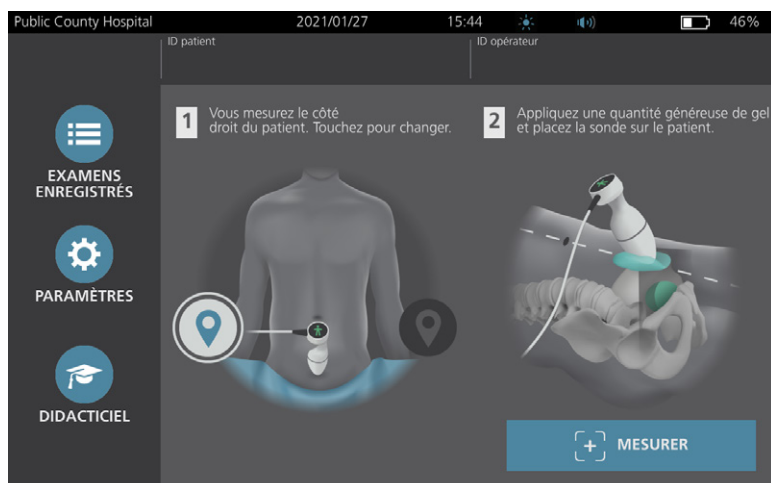 Public County Hospital 2021/01/27 15:44 46%
ID patient
ID opérateur
EXAMENS
ENREGISTRÉS
PARAMÈTRES
DIDACTICIEL
1 Vous mesurez le côté
droit du patient. Touchez pour changer.
2 Appliquez une quantité généreuse de gel
et placez la sonde sur le patient.
MESURER